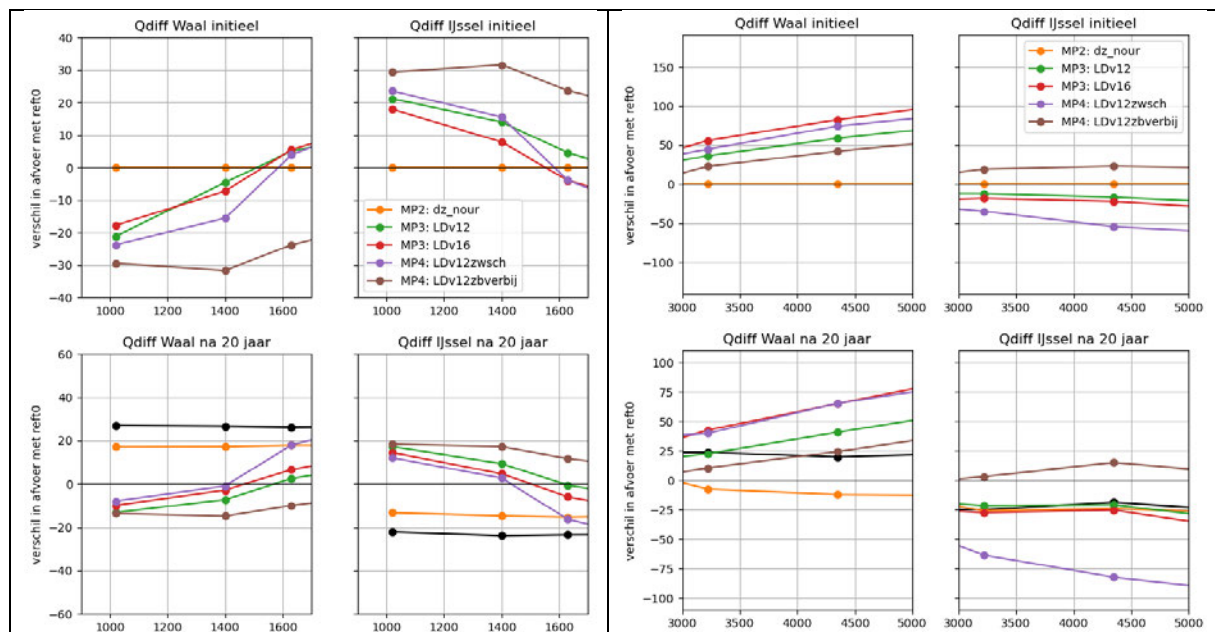 Qdiff Waal initieel
Qdiff IJssel initieel
verschil in afvoer met reft0
40
30
20
10
0
−10
−20
−30
−40
1000 1200 1400 1600
1000 1200 1400 1600
MP2: dz_nour
MP3: LDv12
MP3: LDv16
MP4: LDv12zwsch
MP4: LDv12zbverbij
Qdiff Waal na 20 jaar
Qdiff IJssel na 20 jaar
verschil in afvoer met reft0
60
40
20
0
−20
−40
−60
1000 1200 1400 1600
1000 1200 1400 1600
Qdiff Waal initieel
Qdiff IJssel initieel
verschil in afvoer met reft0
150
100
50
0
−50
−100
3000 3500 4000 4500 5000
3000 3500 4000 4500 5000
MP2: dz_nour
MP3: LDv12
MP3: LDv16
MP4: LDv12zwsch
MP4: LDv12zbverbij
Qdiff Waal na 20 jaar
Qdiff IJssel na 20 jaar
verschil in afvoer met reft0
100
75
50
25
0
−25
−50
−75
−100
3000 3500 4000 4500 5000
3000 3500 4000 4500 5000